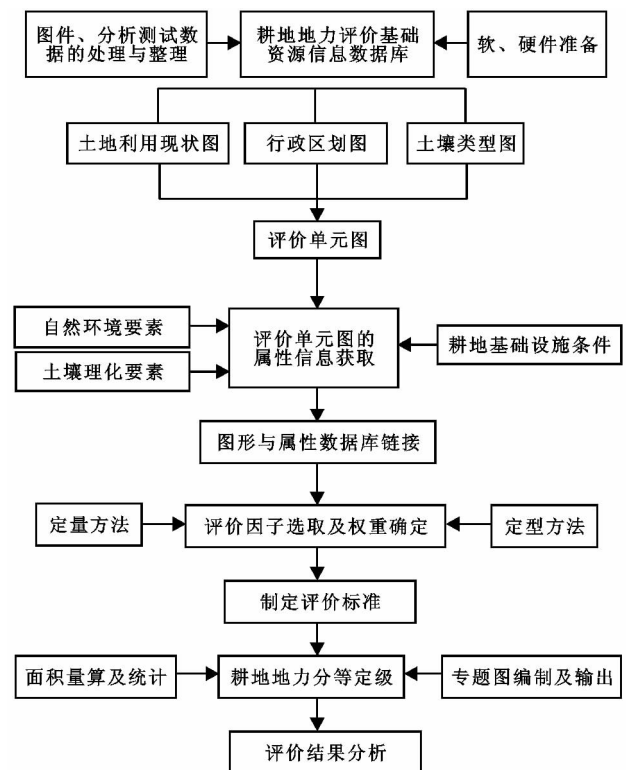 图件、分析测试数
据的处理与整理
耕地地力评价基础
资源信息数据库
软、硬件准备
土地利用现状图
行政区划图
土壤类型图
评价单元图
自然环境要素
土壤理化要素
评价单元图的
属性信息获取
耕地基础设施条件
图形与属性数据库链接
定量方法
评价因子选取及权重确定
定型方法
制定评价标准
面积量算及统计
耕地地力分等定级
专题图编制及输出
评价结果分析